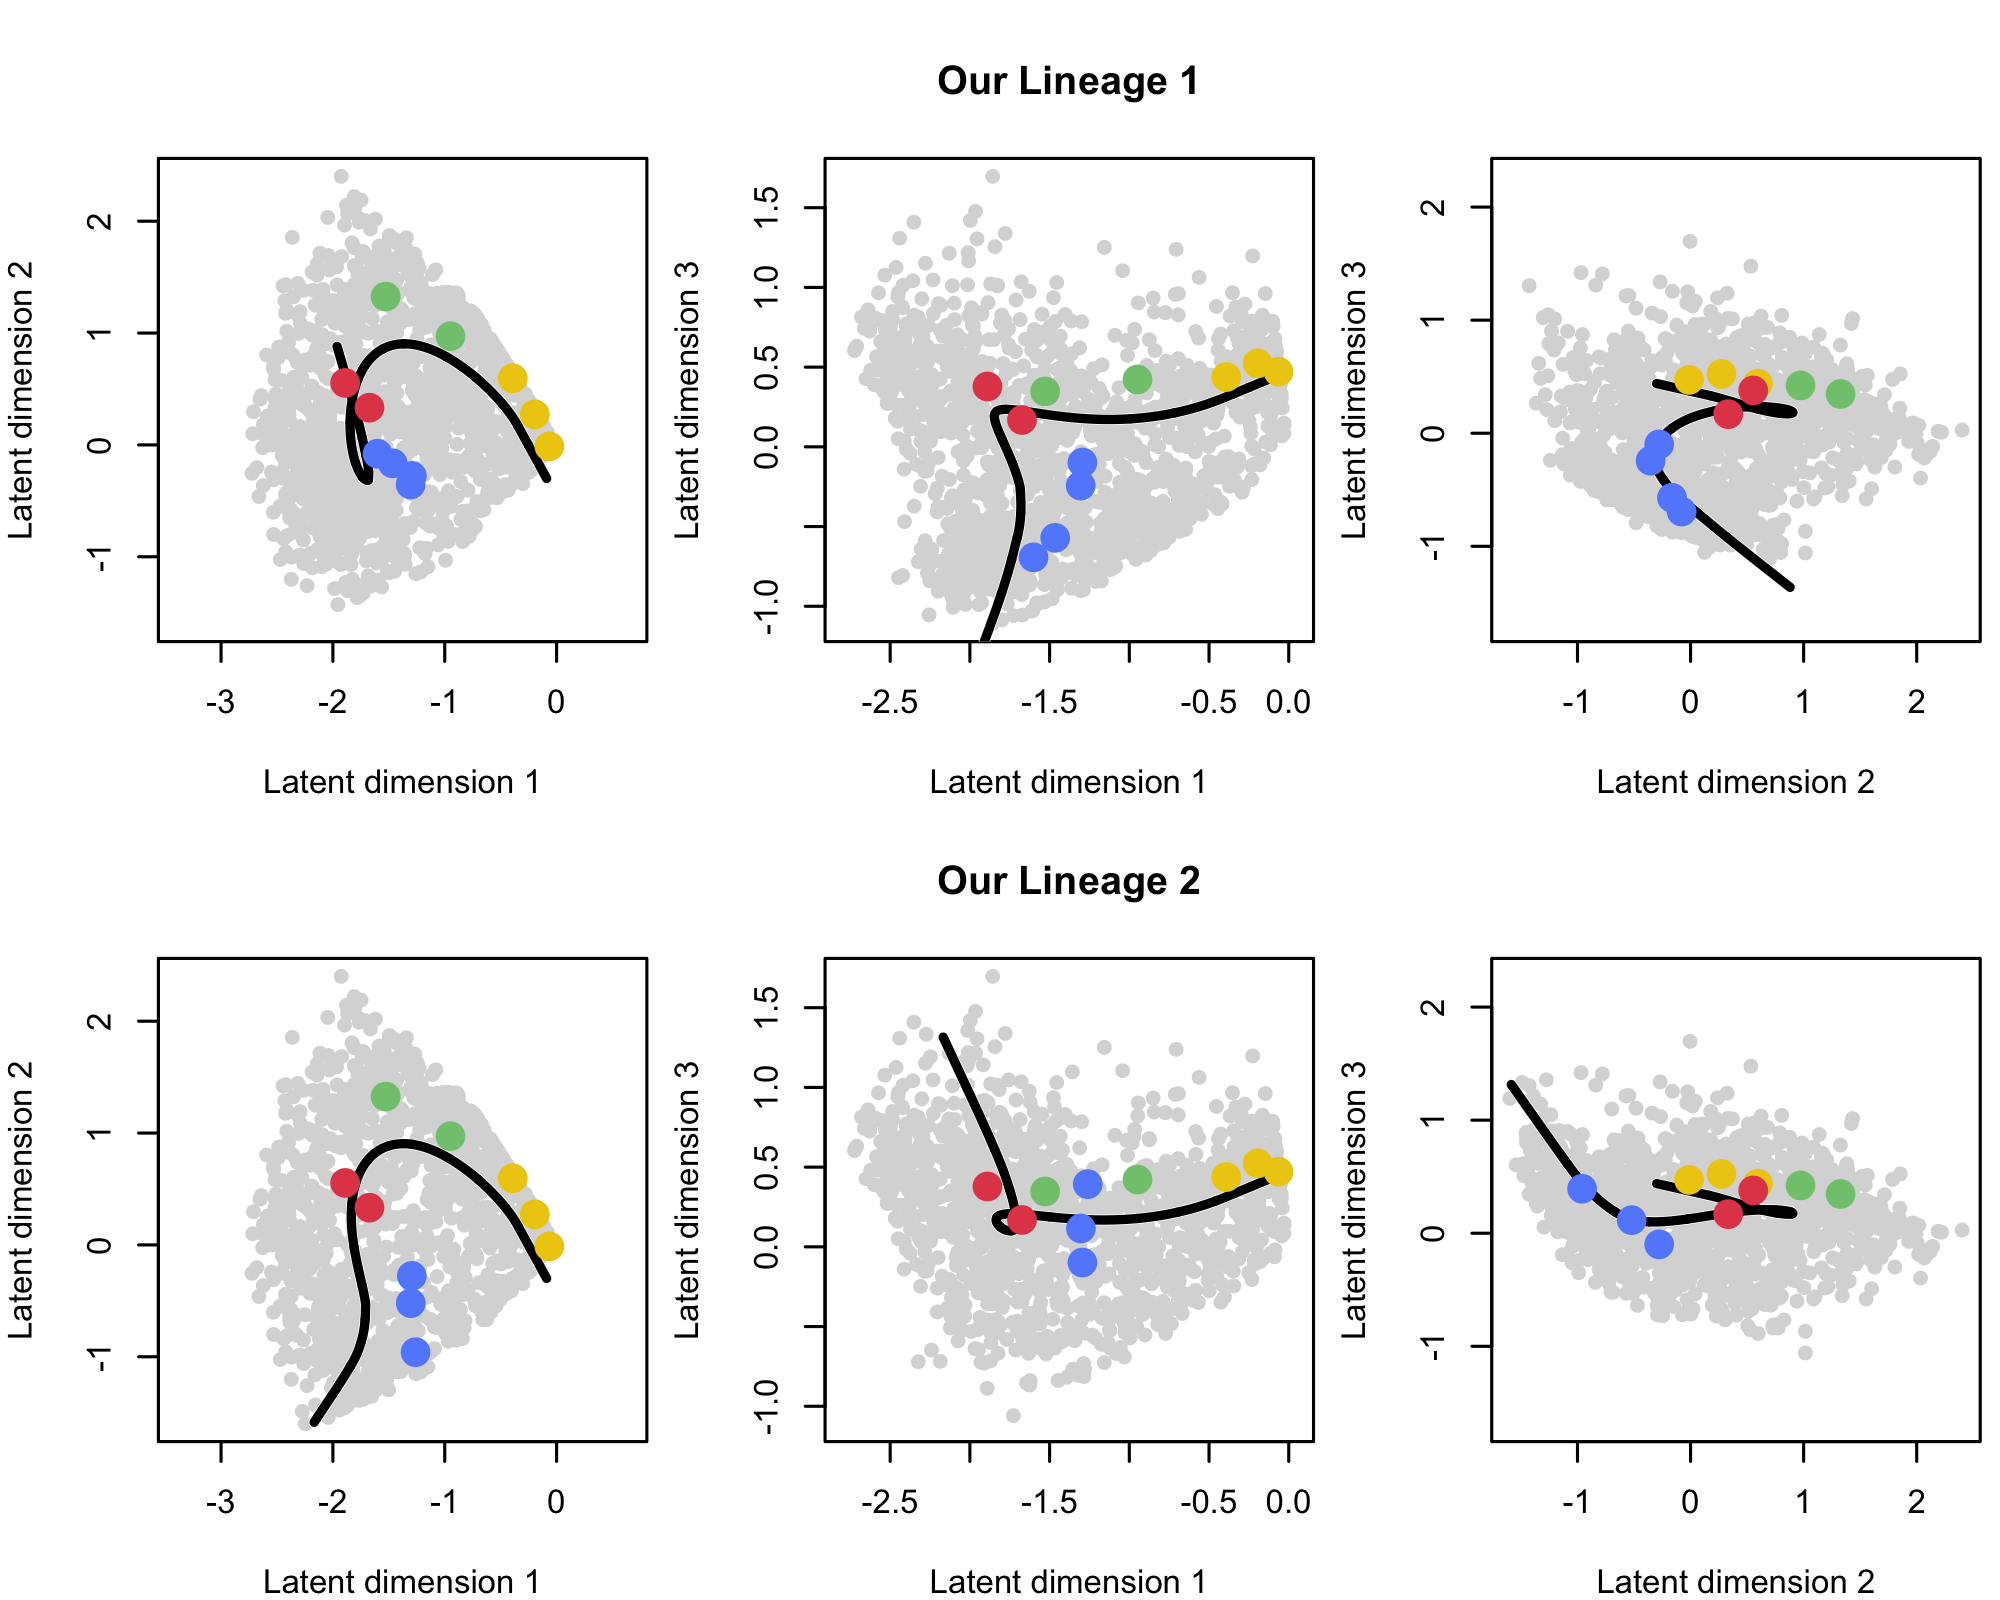 Our Lineage 1
Latent dimension 2
2
1
0
-1
-3 -2 -1 0
Latent dimension 1
Latent dimension 3
1.5
1.0
0.5
0.0
-1.0
-2.5 -1.5 -0.5 0.0
Latent dimension 1
Latent dimension 3
2
1
0
-1
-1 0 1 2
Latent dimension 2
Our Lineage 2
Latent dimension 2
2
1
0
-1
-3 -2 -1 0
Latent dimension 1
Latent dimension 3
1.5
1.0
0.5
0.0
-1.0
-2.5 -1.5 -0.5 0.0
Latent dimension 1
Latent dimension 3
2
1
0
-1
-1 0 1 2
Latent dimension 2